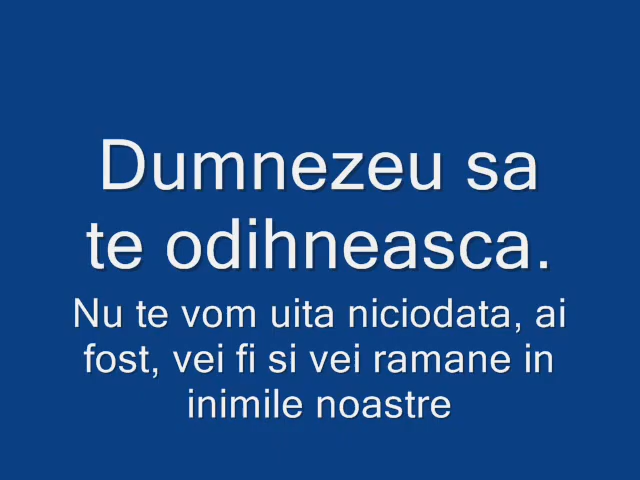 Dumnezeu sa
te odihneasca.
Nu te vom uita niciodata, ai
fost, vei fi si vei ramane in
inimile noastre